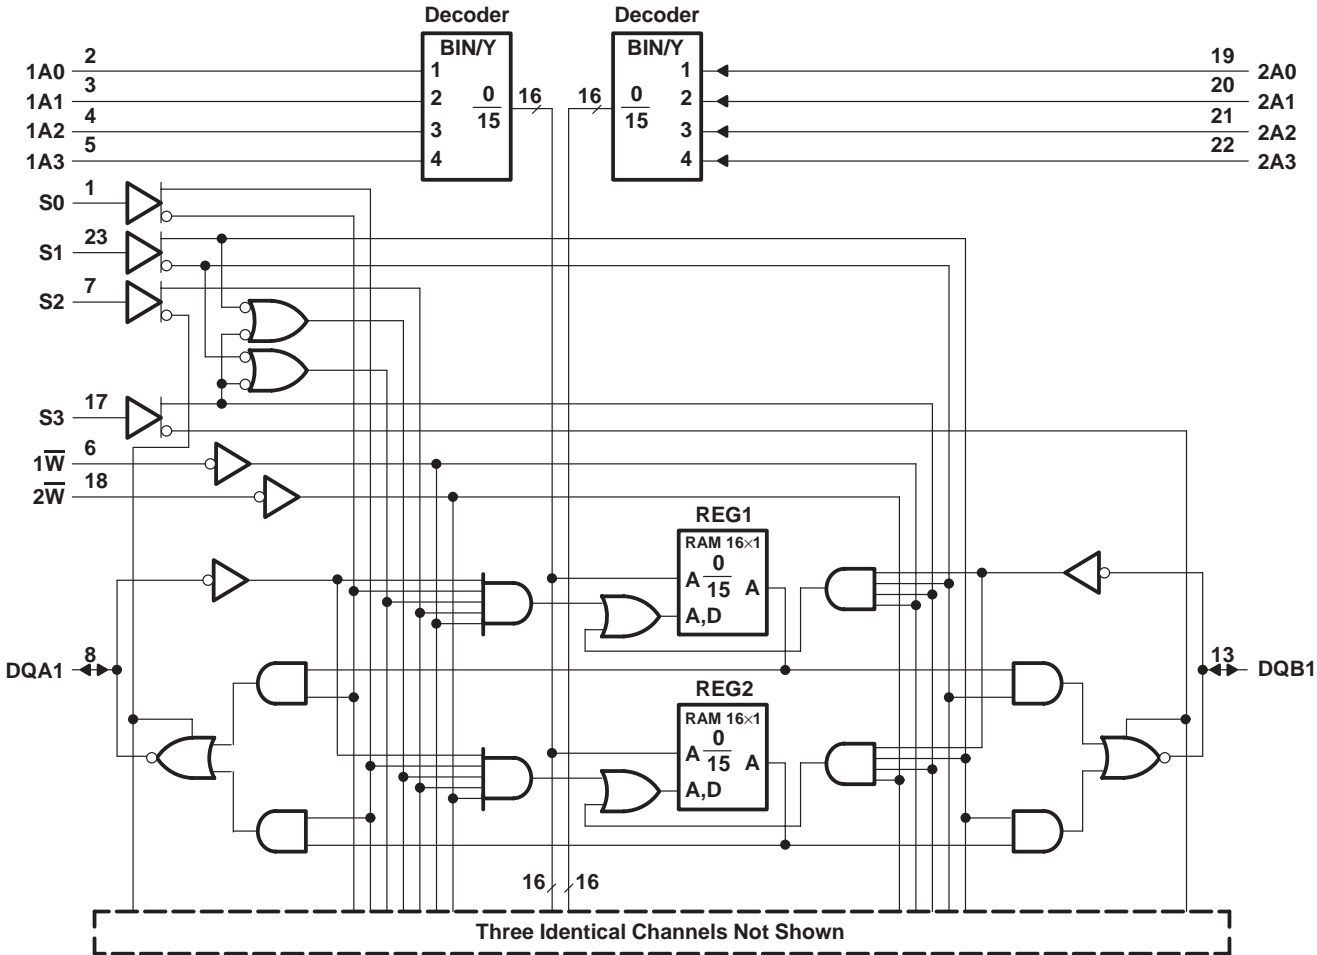 Decoder
Decoder
BIN/Y
BIN/Y
1A0 2
1
1
19 2A0
1A1 3
2
0
15
16
16
0
15
2
20 2A1
1A2 4
3
3
21 2A2
1A3 5
4
4
22 2A3
S0 1
S1 23
S2 7
S3 17
1W̅ 6
2W̅ 18
REG1
RAM 16×1
A 0
15 A
A,D
DQA1 8
13 DQB1
REG2
RAM 16×1
A 0
15 A
A,D
16
16
Three Identical Channels Not Shown